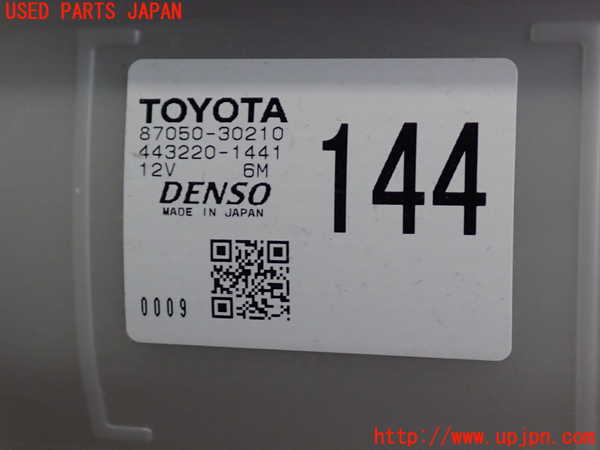 USED PARTS JAPAN
TOYOTA
87050-30210
443220-1441
12V 6M
DENSO
MADE IN JAPAN
144
0009
http://www.upjpn.com/